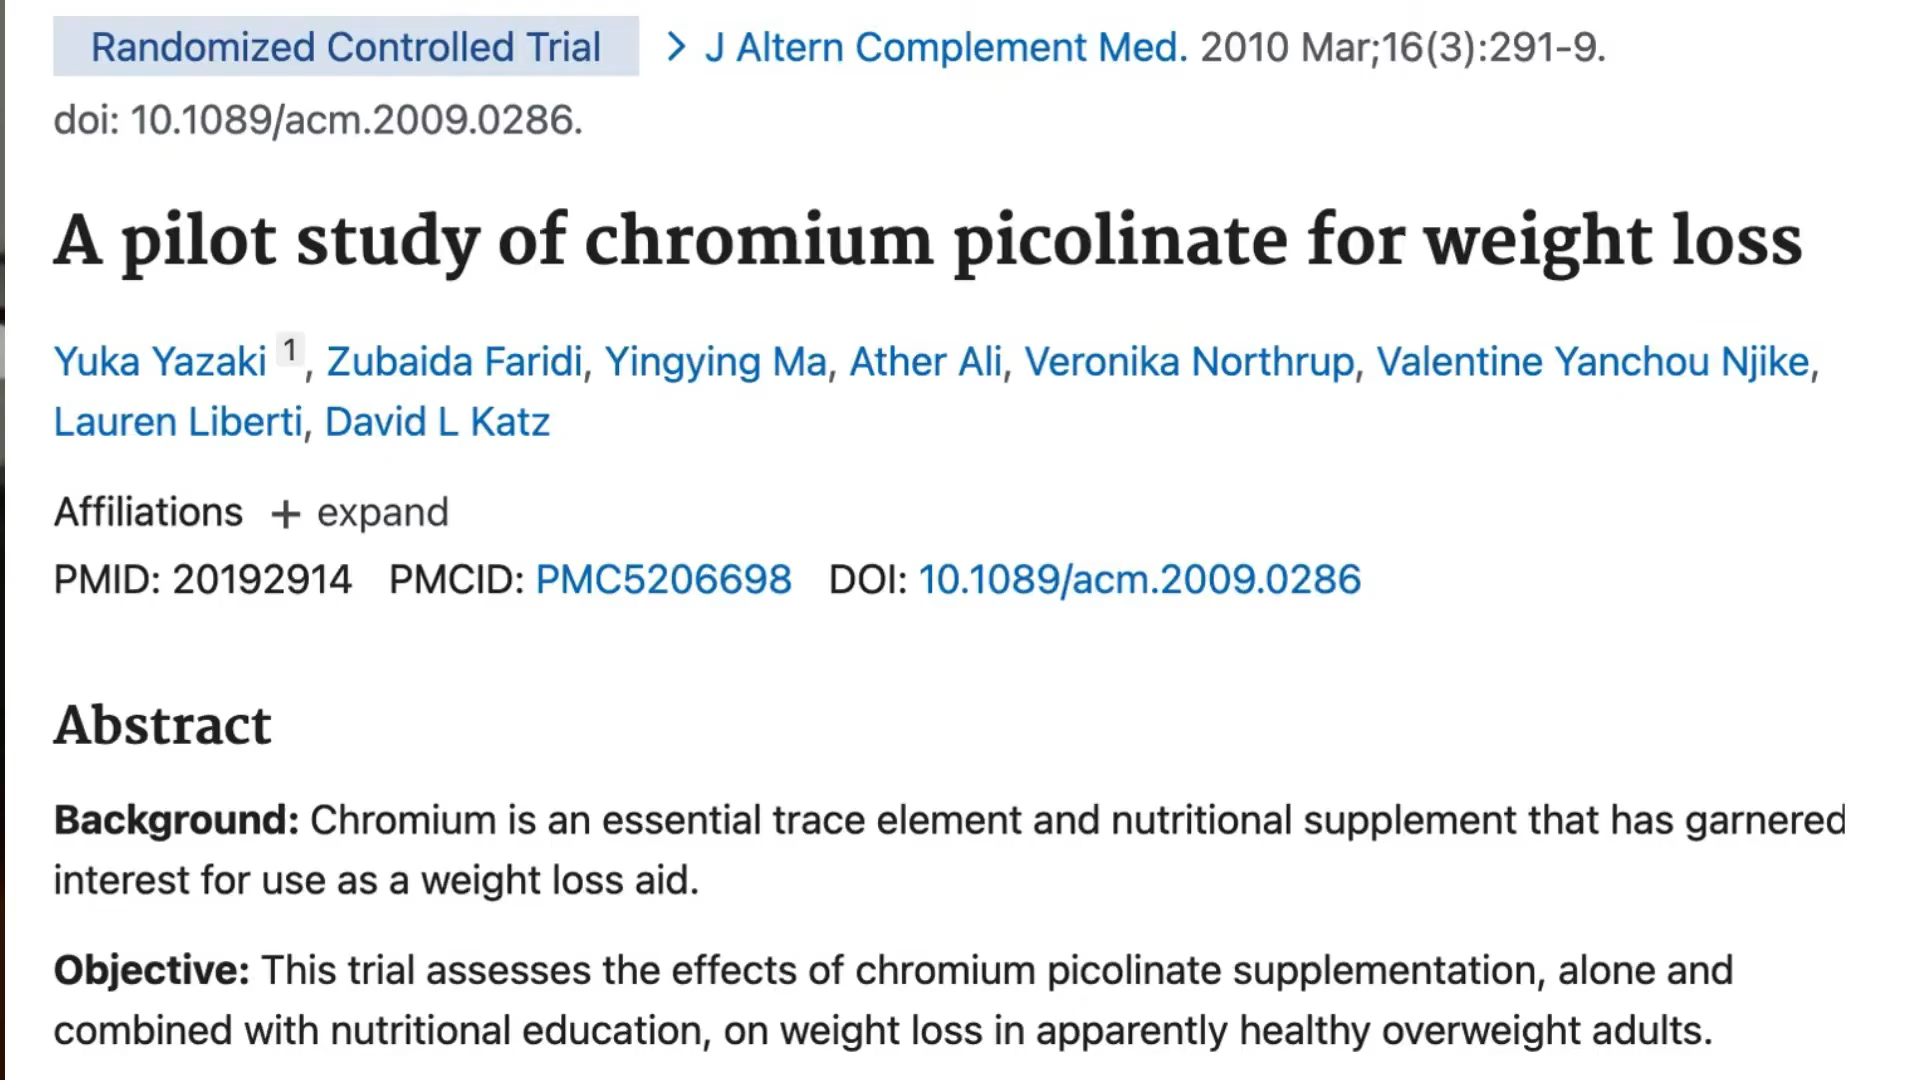 Randomized Controlled Trial > J Altern Complement Med. 2010 Mar;16(3):291-9.
doi: 10.1089/acm.2009.0286.
A pilot study of chromium picolinate for weight loss
Yuka Yazaki 1, Zubaida Faridi, Yingying Ma, Ather Ali, Veronika Northrup, Valentine Yanchou Njike,
Lauren Liberti, David L Katz
Affiliations + expand
PMID: 20192914 PMCID: PMC5206698 DOI: 10.1089/acm.2009.0286
Abstract
Background: Chromium is an essential trace element and nutritional supplement that has garnered
interest for use as a weight loss aid.
Objective: This trial assesses the effects of chromium picolinate supplementation, alone and
combined with nutritional education, on weight loss in apparently healthy overweight adults.